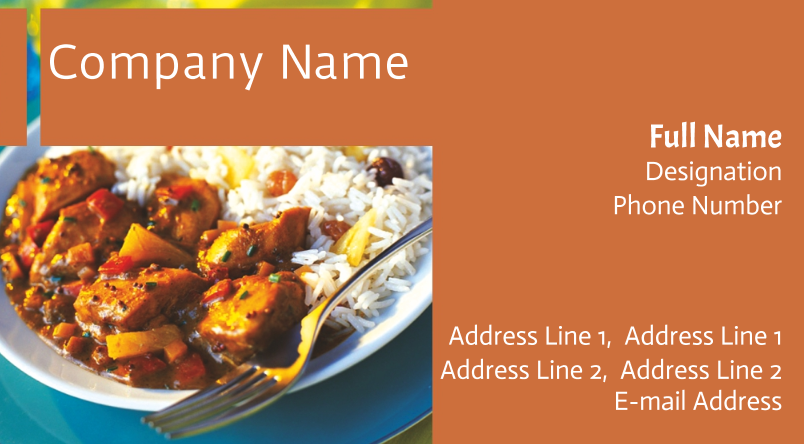 Company Name
Full Name
Designation
Phone Number
Address Line 1,  Address Line 1
Address Line 2,  Address Line 2
E-mail Address